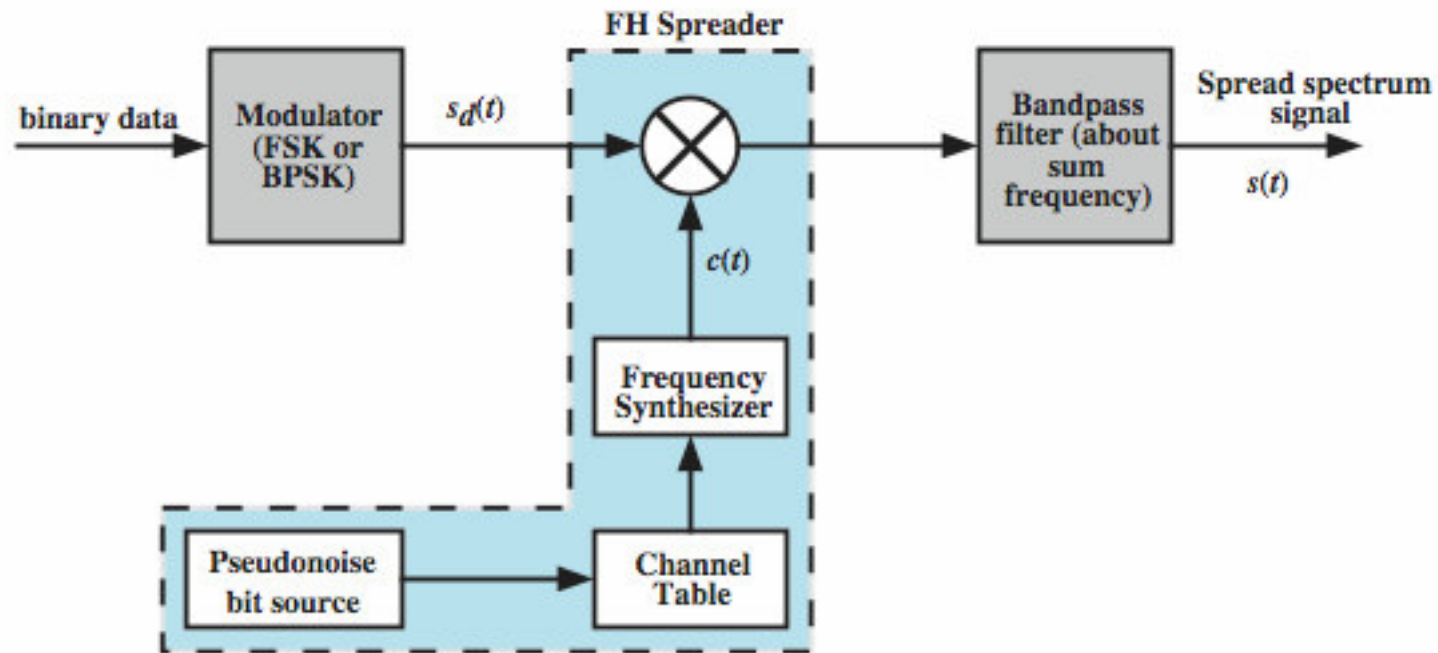 FH Spreader
binary data
Modulator
(FSK or
BPSK)
s_d(t)
Bandpass
filter (about
sum
frequency)
Spread spectrum
signal
s(t)
c(t)
Frequency
Synthesizer
Pseudonoise
bit source
Channel
Table